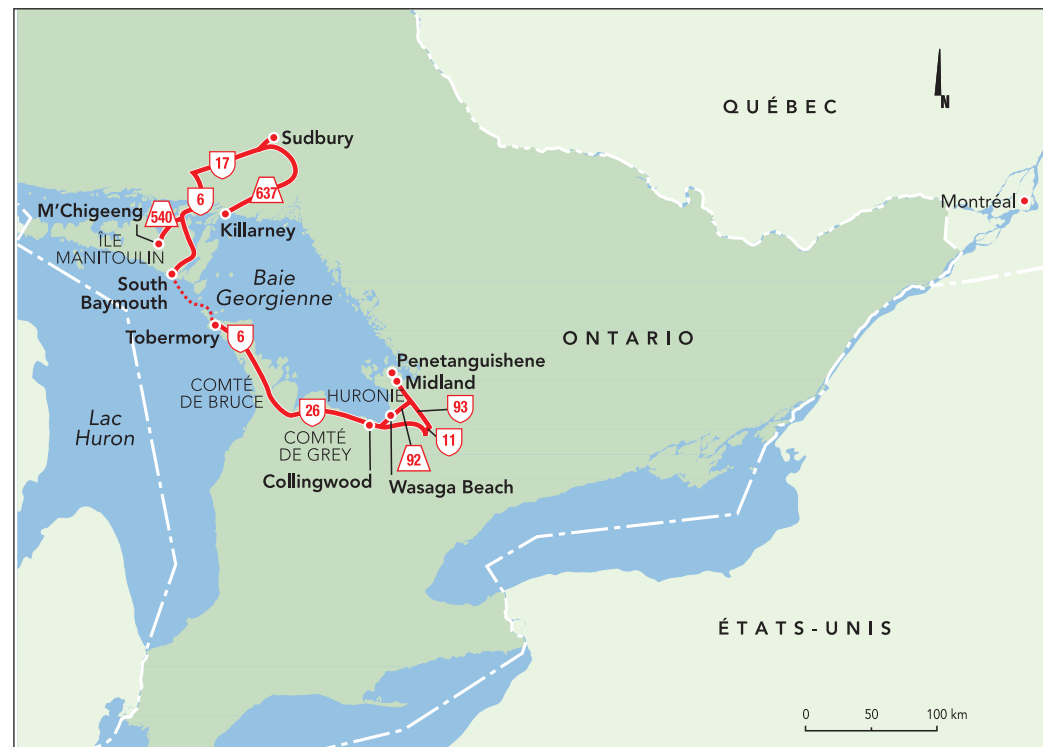 QUÉBEC
N
Sudbury
17
637
6
540
M'Chigeeng
Killarney
Montréal
ÎLE
MANITOULIN
Baie
Georgienne
South
Baymouth
Tobermory
6
ONTARIO
Penetanguishene
Midland
COMTÉ
DE BRUCE
HURONIE
Lac
Huron
26
93
11
COMTÉ
DE GREY
92
Collingwood
Wasaga Beach
ÉTATS-UNIS
0 50 100 km